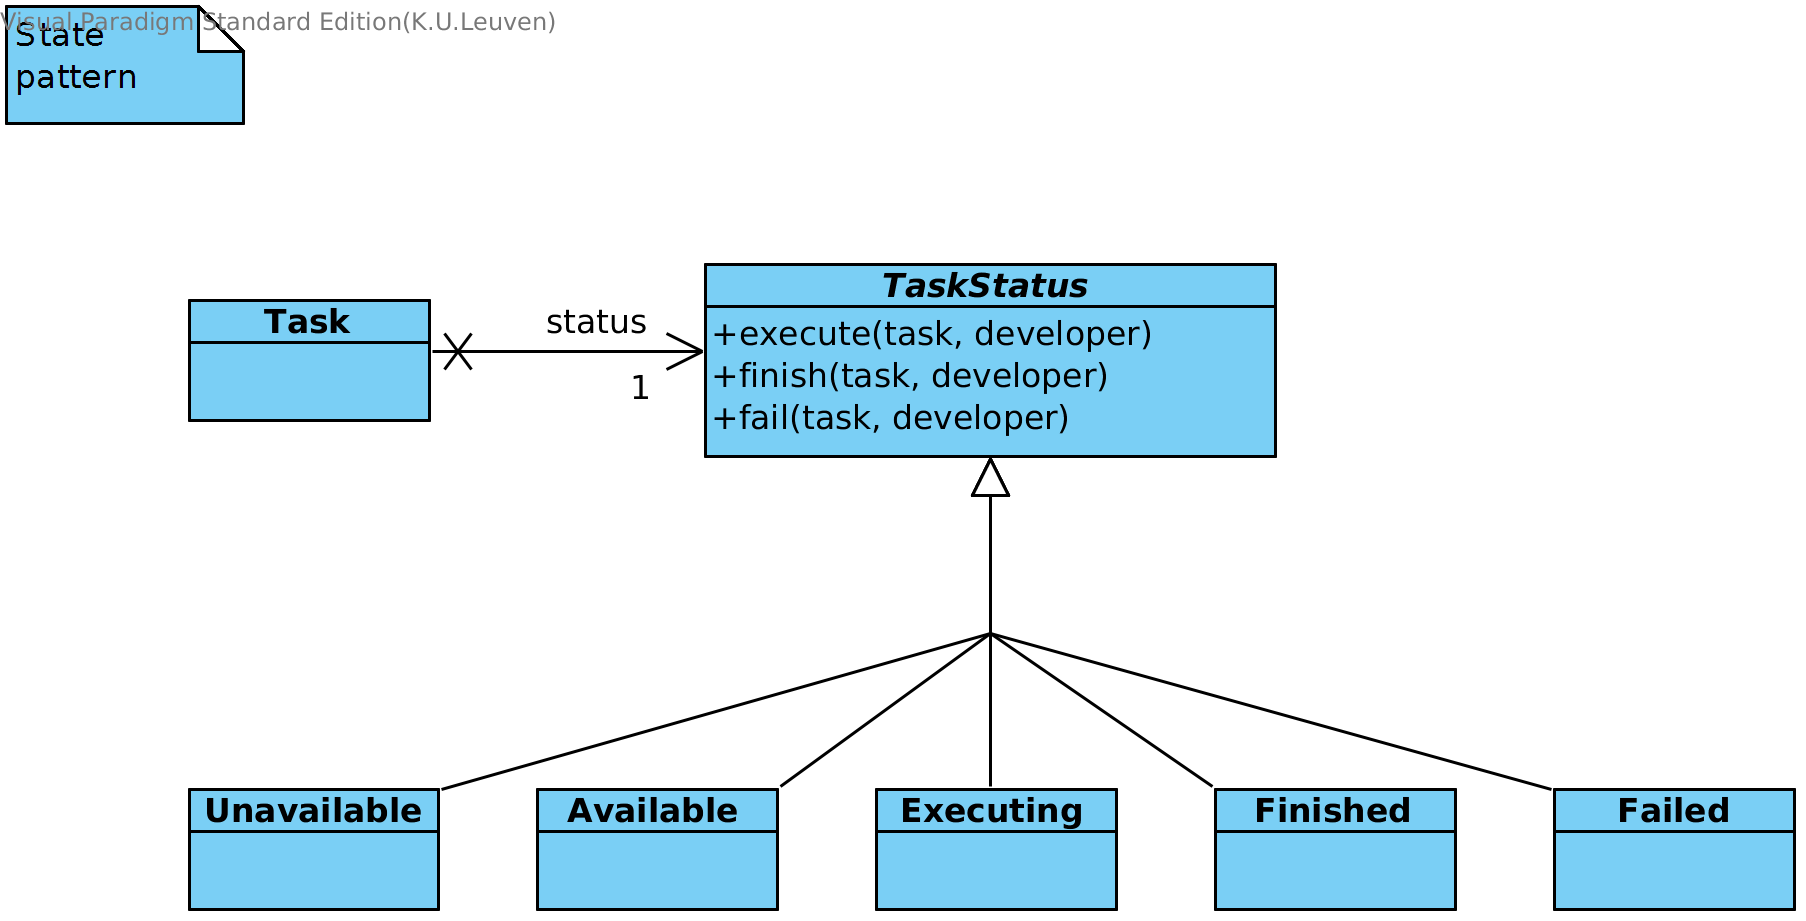 Visual Paradigm Standard Edition(K.U.Leuven)
State
pattern
Task
status
1
TaskStatus
+execute(task, developer)
+finish(task, developer)
+fail(task, developer)
Unavailable
Available
Executing
Finished
Failed